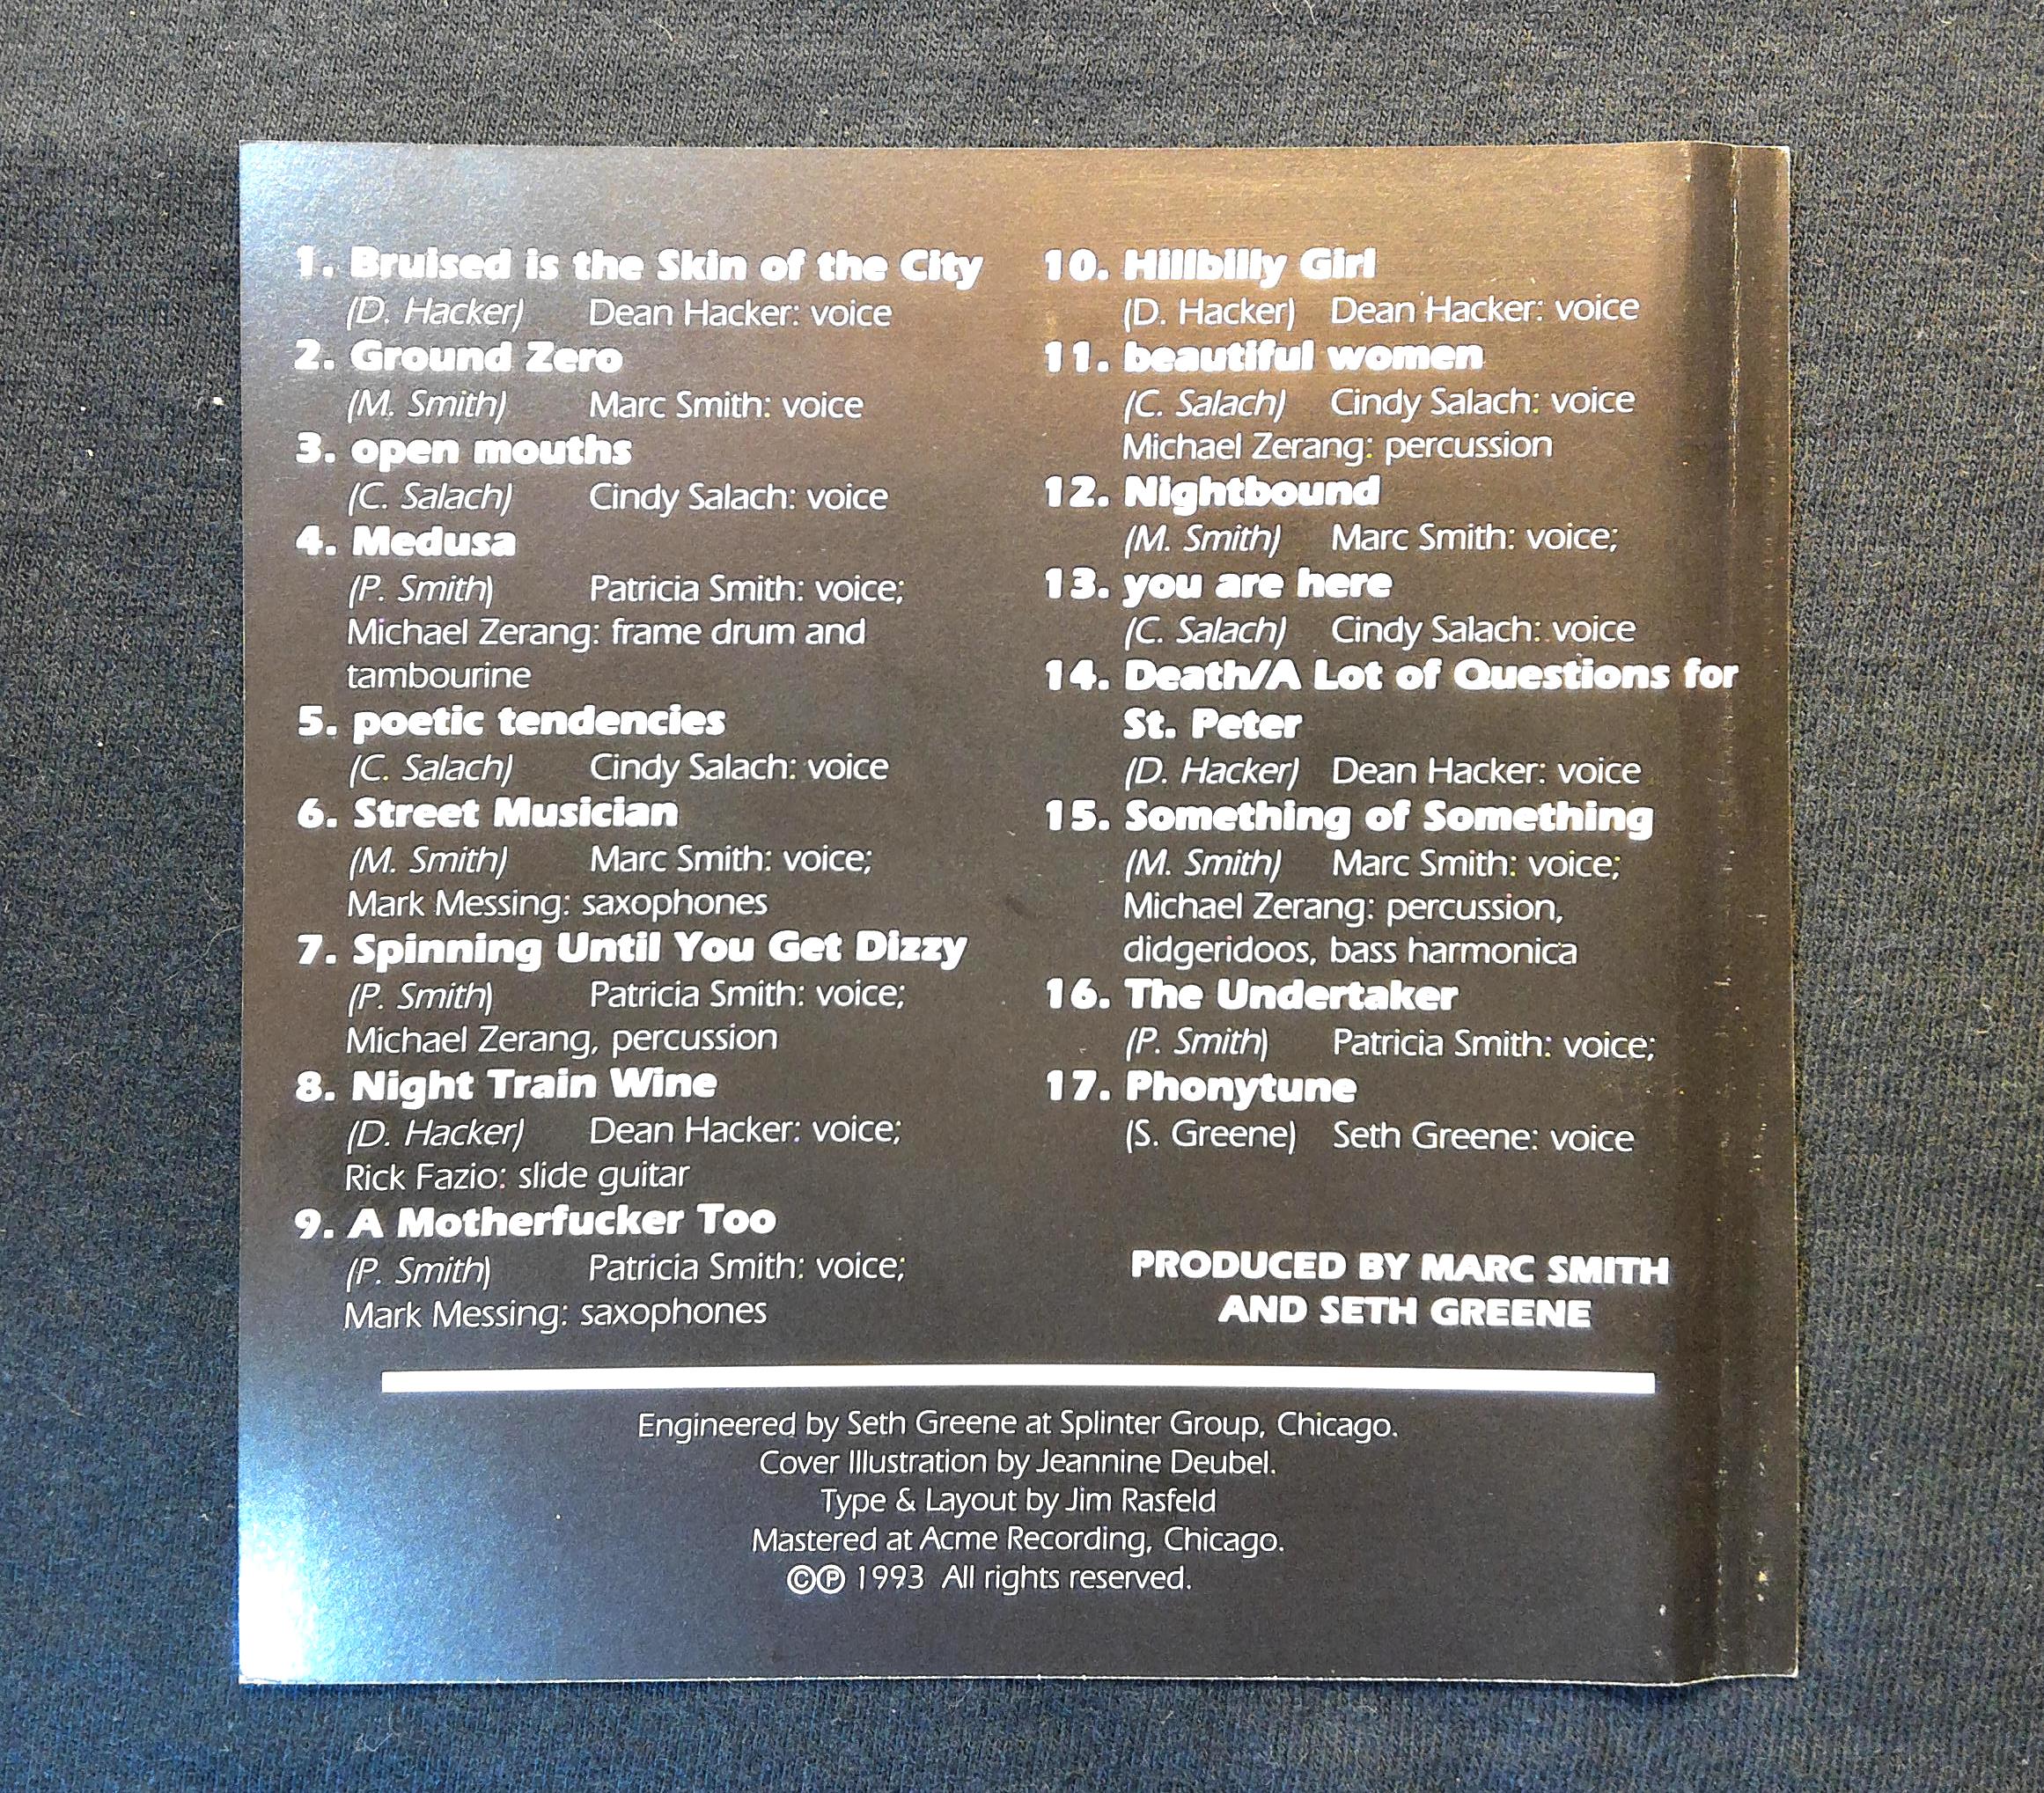 1. Bruised is the Skin of the City
(D. Hacker) Dean Hacker: voice
2. Ground Zero
(M. Smith) Marc Smith: voice
3. open mouths
(C. Salach) Cindy Salach: voice
4. Medusa
(P. Smith) Patricia Smith: voice;
Michael Zerang: frame drum and
tambourine
5. poetic tendencies
(C. Salach) Cindy Salach: voice
6. Street Musician
(M. Smith) Marc Smith: voice;
Mark Messing: saxophones
7. Spinning Until You Get Dizzy
(P. Smith) Patricia Smith: voice;
Michael Zerang, percussion
8. Night Train Wine
(D. Hacker) Dean Hacker: voice;
Rick Fazio: slide guitar
9. A Motherfucker Too
(P. Smith) Patricia Smith: voice;
Mark Messing: saxophones
10. Hillbilly Girl
(D. Hacker) Dean Hacker: voice
11. beautiful women
(C. Salach) Cindy Salach: voice
Michael Zerang: percussion
12. Nightbound
(M. Smith) Marc Smith: voice;
13. you are here
(C. Salach) Cindy Salach: voice
14. Death/A Lot of Questions for
St. Peter
(D. Hacker) Dean Hacker: voice
15. Something of Something
(M. Smith) Marc Smith: voice;
Michael Zerang: percussion,
didgeridoos, bass harmonica
16. The Undertaker
(P. Smith) Patricia Smith: voice;
17. Phonytune
(S. Greene) Seth Greene: voice
PRODUCED BY MARC SMITH
AND SETH GREENE
Engineered by Seth Greene at Splinter Group, Chicago.
Cover Illustration by Jeannine Deubel.
Type & Layout by Jim Rasfeld
Mastered at Acme Recording, Chicago.
©℗ 1993 All rights reserved.